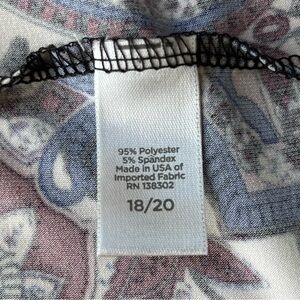 95% Polyester
5% Spandex
Made in USA of
Imported Fabric
RN 138302
18/20